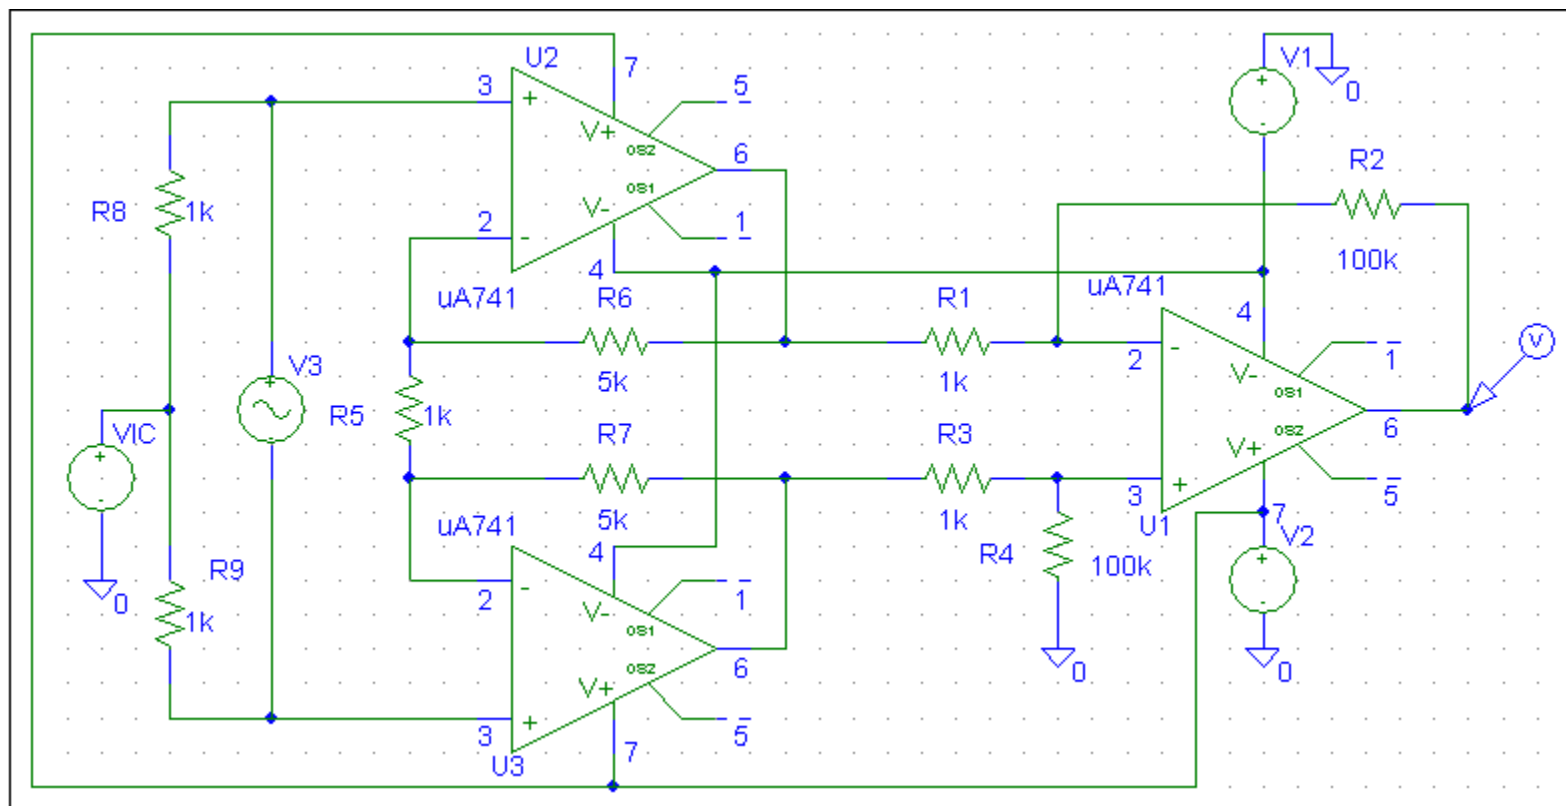 U2
7
V1
3
+
5
+
0
V+
OS2
6
-
R2
R8
1k
OS1
V-
2
-
1
4
100k
uA741
R6
R1
uA741
4
1
V
2
-
V3
+
5k
1k
V-
OS1
R5
1k
6
VIC
R7
R3
OS2
+
V+
-
3
+
5
uA741
5k
1k
U1
7
V2
4
R4
100k
+
R9
0
2
-
1
V-
1k
OS1
-
6
OS2
0
0
V+
3
+
5
U3
7